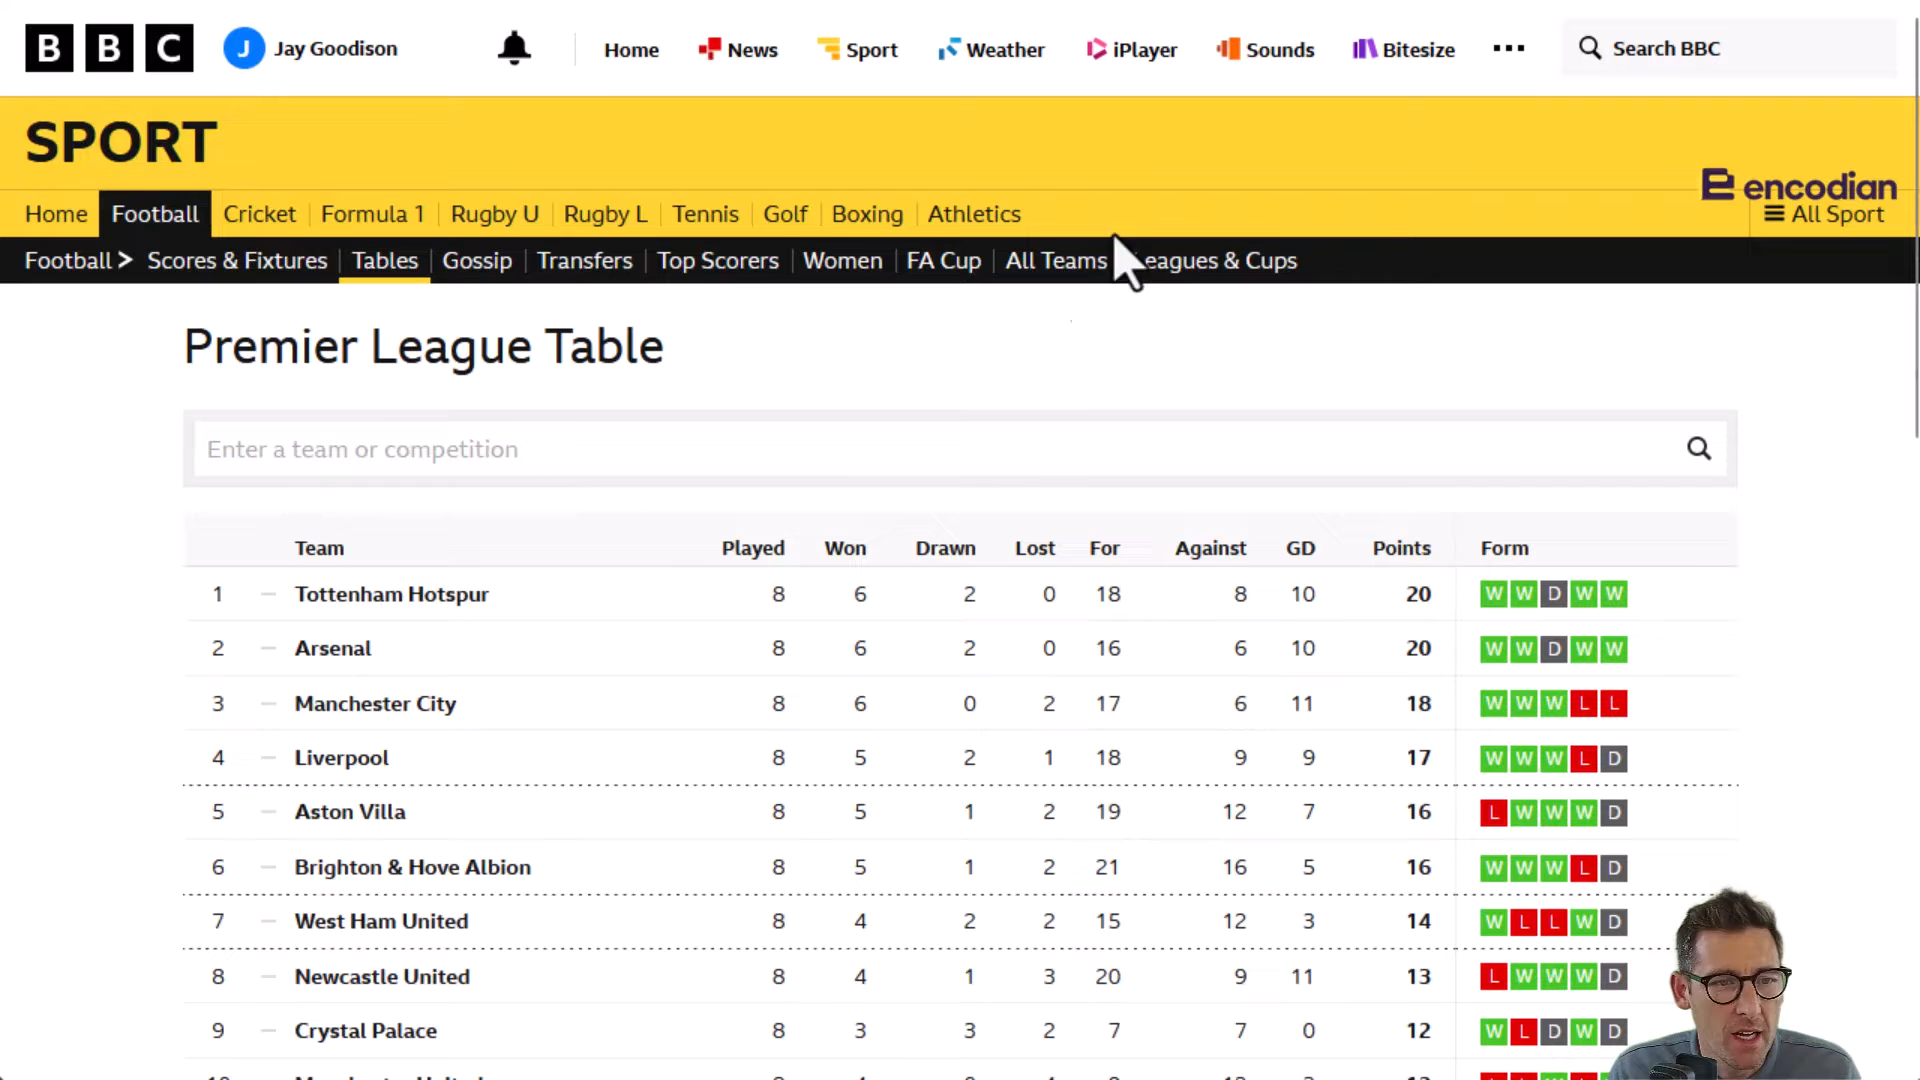 BBC J Jay Goodison Home News Sport Weather iPlayer Sounds Bitesize ••• Search BBC
SPORT
encodian
Home Football Cricket Formula 1 Rugby U Rugby L Tennis Golf Boxing Athletics All Sport
Football Scores & Fixtures Tables Gossip Transfers Top Scorers Women FA Cup All Teams eagues & Cups
Premier League Table
Enter a team or competition
Team Played Won Drawn Lost For Against GD Points Form
1 Tottenham Hotspur 8 6 2 0 18 8 10 20 W W D W W
2 Arsenal 8 6 2 0 16 6 10 20 W W D W W
3 Manchester City 8 6 0 2 17 6 11 18 W W W L L
4 Liverpool 8 5 2 1 18 9 9 17 W W W L D
5 Aston Villa 8 5 1 2 19 12 7 16 L W W W D
6 Brighton & Hove Albion 8 5 1 2 21 16 5 16 W W W L D
7 West Ham United 8 4 2 2 15 12 3 14 W L L W D
8 Newcastle United 8 4 1 3 20 9 11 13 L W W W D
9 Crystal Palace 8 3 3 2 7 7 0 12 W L D W D